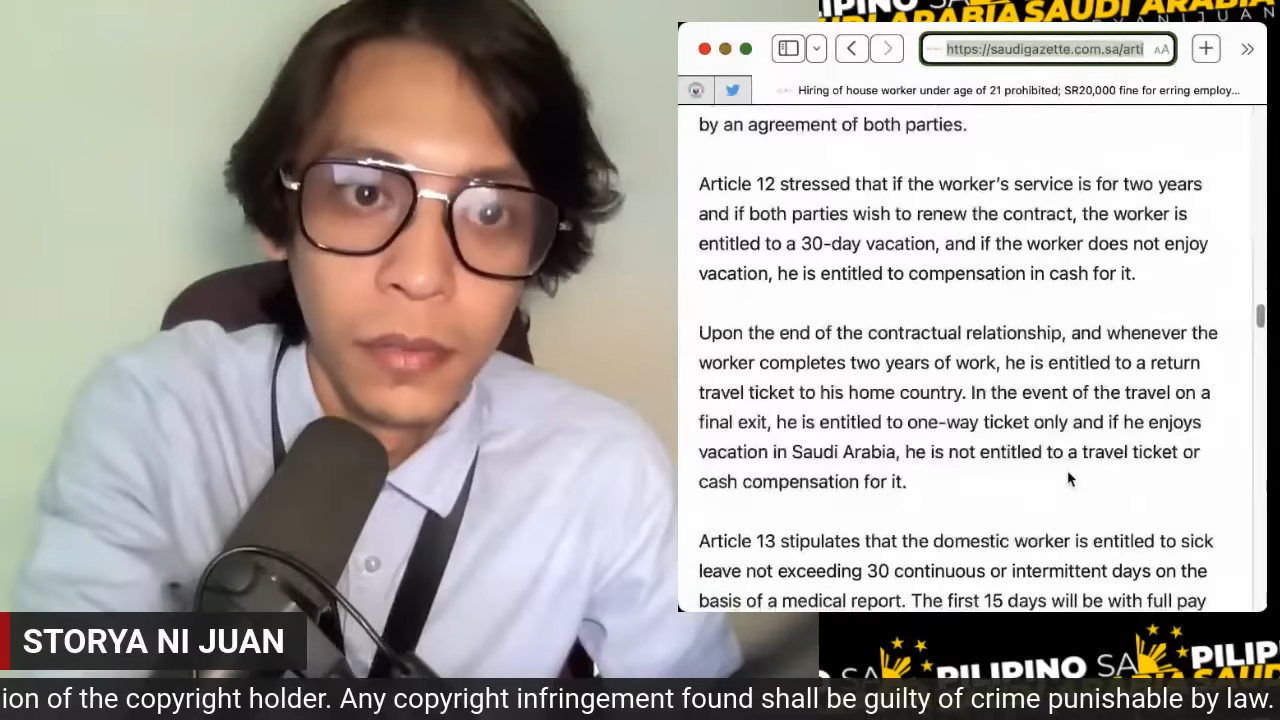 ILIPINO SA
UDI ARABIA SAUDI ARABIA
YANIJUAN
https://saudigazette.com.sa/arti
AA
Hiring of house worker under age of 21 prohibited; SR20,000 fine for erring employ...
by an agreement of both parties.
Article 12 stressed that if the worker’s service is for two years
and if both parties wish to renew the contract, the worker is
entitled to a 30-day vacation, and if the worker does not enjoy
vacation, he is entitled to compensation in cash for it.
Upon the end of the contractual relationship, and whenever the
worker completes two years of work, he is entitled to a return
travel ticket to his home country. In the event of the travel on a
final exit, he is entitled to one-way ticket only and if he enjoys
vacation in Saudi Arabia, he is not entitled to a travel ticket or
cash compensation for it.
Article 13 stipulates that the domestic worker is entitled to sick
leave not exceeding 30 continuous or intermittent days on the
basis of a medical report. The first 15 days will be with full pay
STORYA NI JUAN
PILIPINO SA PILIP
SAUD
ion of the copyright holder. Any copyright infringement found shall be guilty of crime punishable by law.